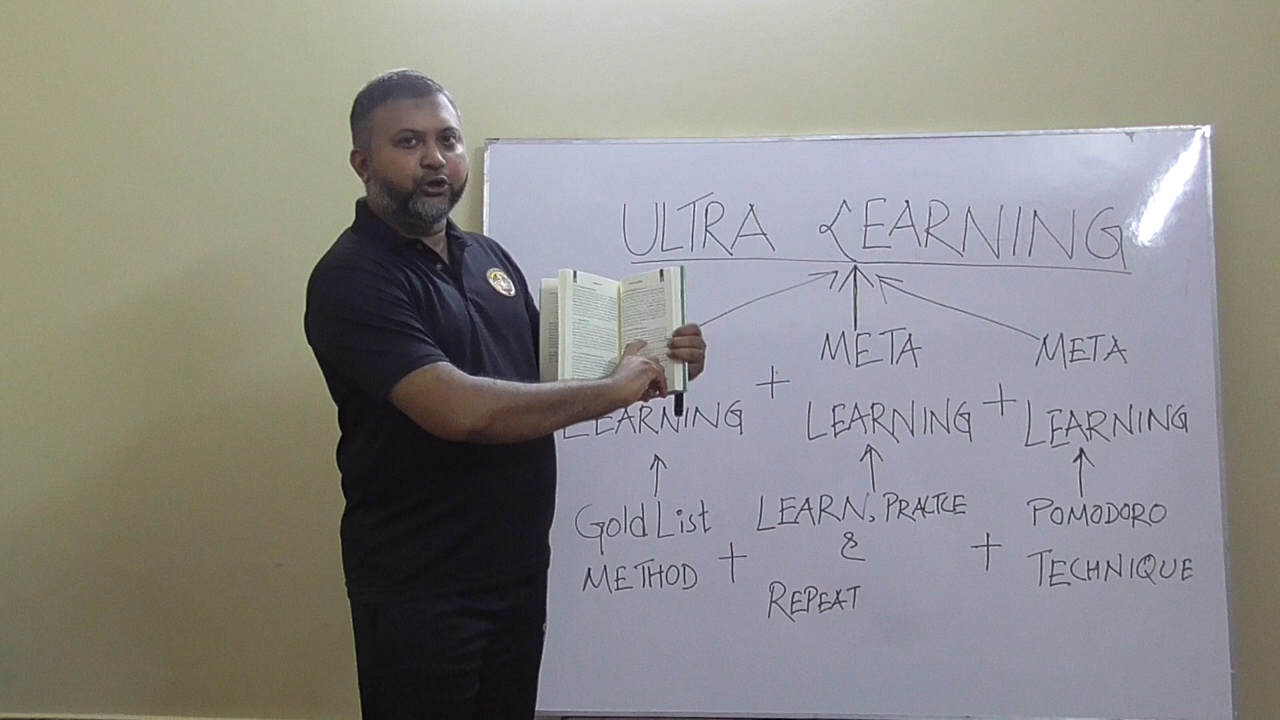 ULTRA LEARNING
META
META
LEARNING
+
LEARNING
+
LEARNING
Gold List
METHOD
+
LEARN, PRACTCE
&
REPEAT
+
POMODORO
TECHNIQUE